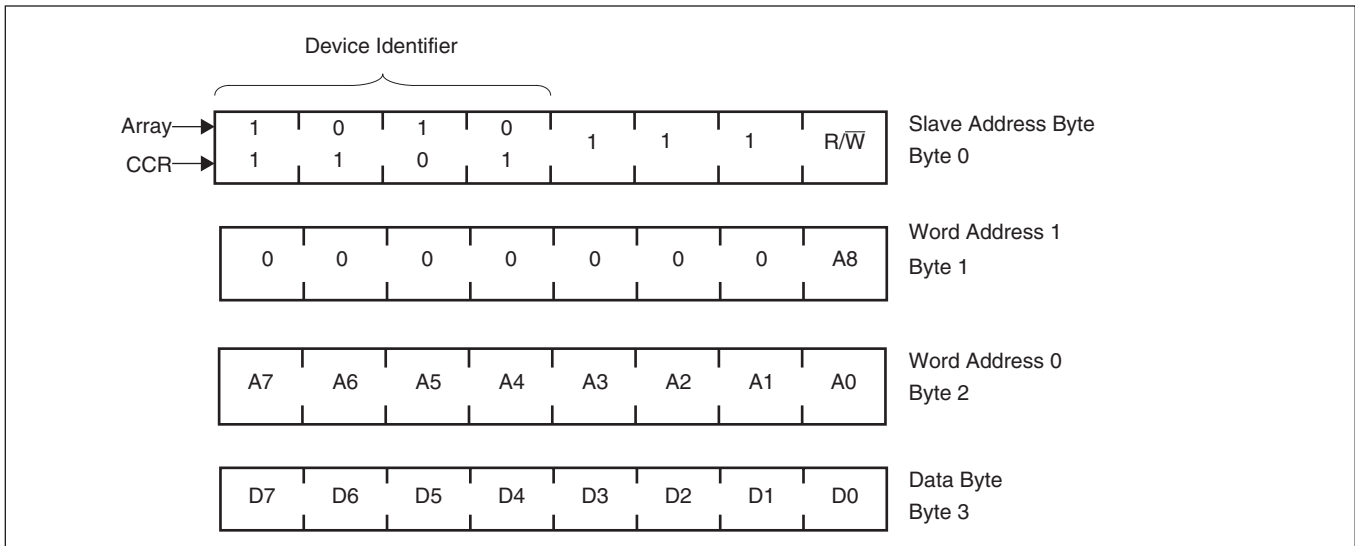 Device Identifier
Array 1 0 1 0 1 1 1 R/W̅ Slave Address Byte
CCR 1 1 0 1 Byte 0
Word Address 1
0 0 0 0 0 0 0 A8 Byte 1
Word Address 0
A7 A6 A5 A4 A3 A2 A1 A0 Byte 2
Data Byte
D7 D6 D5 D4 D3 D2 D1 D0 Byte 3